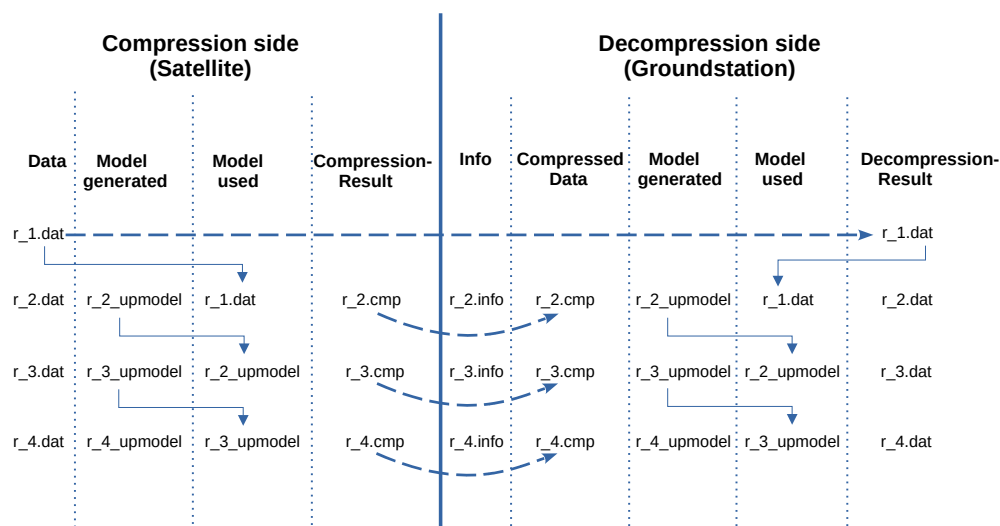 Compression side
(Satellite)
Decompression side
(Groundstation)
Data Model generated Model used Compression-Result Info Compressed Data Model generated Model used Decompression-Result
r_1.dat r_1.dat
r_2.dat r_2_upmodel r_1.dat r_2.cmp r_2.info r_2.cmp r_2_upmodel r_1.dat r_2.dat
r_3.dat r_3_upmodel r_2_upmodel r_3.cmp r_3.info r_3.cmp r_3_upmodel r_2_upmodel r_3.dat
r_4.dat r_4_upmodel r_3_upmodel r_4.cmp r_4.info r_4.cmp r_4_upmodel r_3_upmodel r_4.dat